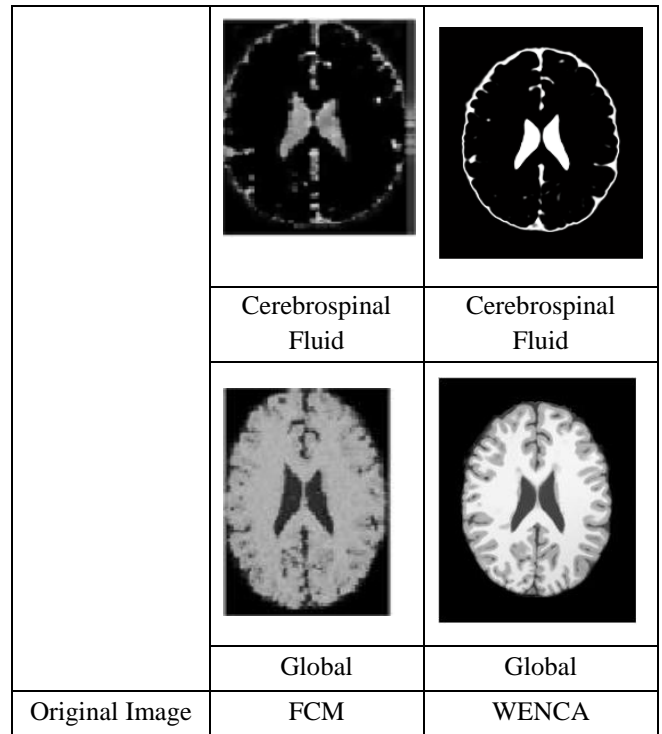 Cerebrospinal
Fluid
Cerebrospinal
Fluid
Global
Global
Original Image
FCM
WENCA